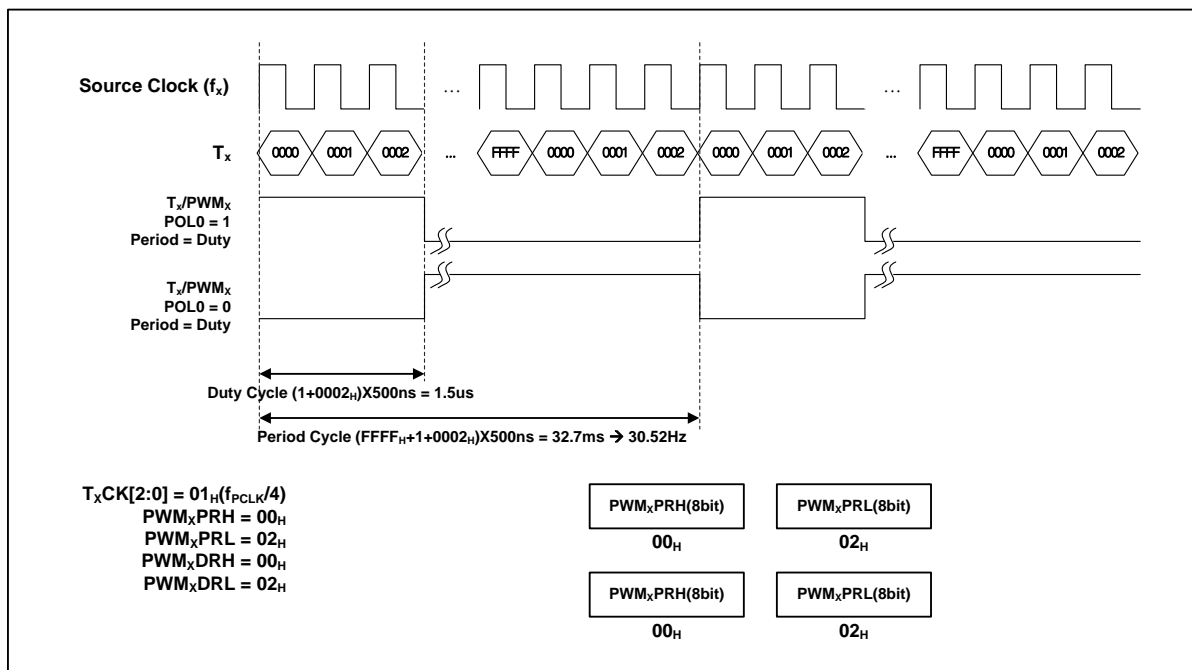 Source Clock (fx)
... ...
Tx
0000 0001 0002 ... FFFF 0000 0001 0002 0000 0001 0002 ... FFFF 0000 0001 0002
Tx/PWMX
POL0 = 1
Period = Duty
Tx/PWMX
POL0 = 0
Period = Duty
Duty Cycle (1+0002H)X500ns = 1.5us
Period Cycle (FFFFH+1+0002H)X500ns = 32.7ms → 30.52Hz
TXCK[2:0] = 01H(fPCLK/4)
PWMXPRH = 00H
PWMXPRL = 02H
PWMXDRH = 00H
PWMXDRL = 02H
PWMXPRH(8bit) PWMXPRL(8bit)
00H 02H
PWMXPRH(8bit) PWMXPRL(8bit)
00H 02H